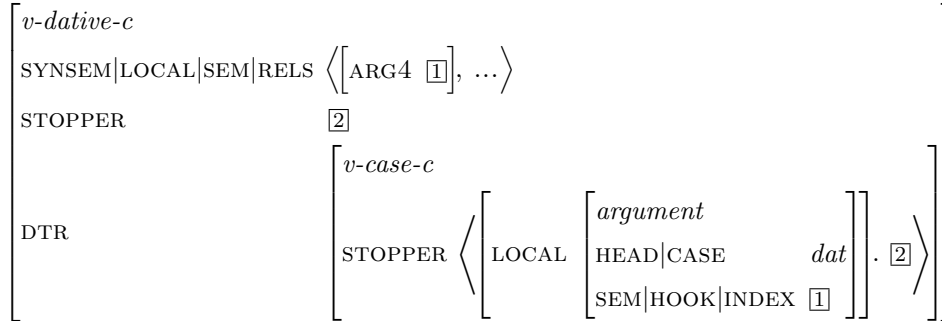 v-dative-c
SYNSEM|LOCAL|SEM|RELS ⟨[ARG4 1], ...⟩
STOPPER 2
v-case-c
argument
DTR STOPPER ⟨[LOCAL [HEAD|CASE dat]]. 2⟩
SEM|HOOK|INDEX 1